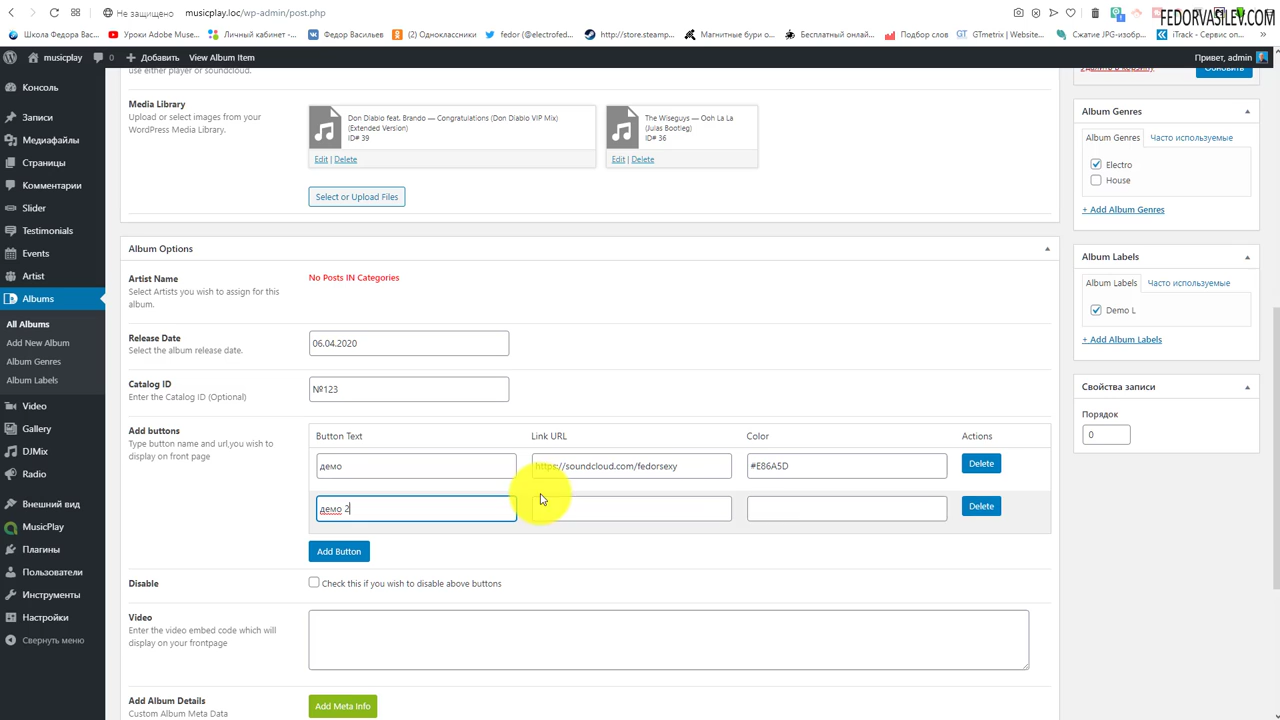 Не защищено musicplay.loc/wp-admin/post.php
FEDORVASILEV.COM
Школа Федора Ва... Уроки Adobe Muse... Личный кабинет -... Федор Васильев (2) Одноклассники fedor (@electrofed... http://store.steamp... Магнитные бури о... Бесплатный онлай... Подбор слов GTmetrix | Website... Сжатие JPG-изобр... iTrack - Сервис оп...
musicplay 0 Добавить View Album Item Привет, admin
Консоль
Записи
Медиафайлы
Страницы
Комментарии
Slider
Testimonials
Events
Artist
Albums
All Albums
Add New Album
Album Genres
Album Labels
Video
Gallery
DJMix
Radio
Внешний вид
MusicPlay
Плагины
Пользователи
Инструменты
Настройки
Свернуть меню
use either player or soundcloud.
Media Library
Upload or select images from your
WordPress Media Library.
Don Diablo feat. Brando — Congratulations (Don Diablo VIP Mix)
(Extended Version)
ID# 39
Edit | Delete
The Wiseguys — Ooh La La
(Julas Bootleg)
ID# 36
Edit | Delete
Select or Upload Files
Album Options
Artist Name
Select Artists you wish to assign for this
album.
No Posts IN Categories
Release Date
Select the album release date.
06.04.2020
Catalog ID
Enter the Catalog ID (Optional)
№123
Add buttons
Type button name and url,you wish to
display on front page
Button Text Link URL Color Actions
демо https://soundcloud.com/fedorsexy #E86A5D Delete
демо 2 Delete
Add Button
Disable
Check this if you wish to disable above buttons
Video
Enter the video embed code which will
display on your frontpage
Add Album Details
Custom Album Meta Data
Add Meta Info
Удалить в корзину Обновить
Album Genres
Album Genres Часто используемые
Electro
House
+ Add Album Genres
Album Labels
Album Labels Часто используемые
Demo L
+ Add Album Labels
Свойства записи
Порядок
0